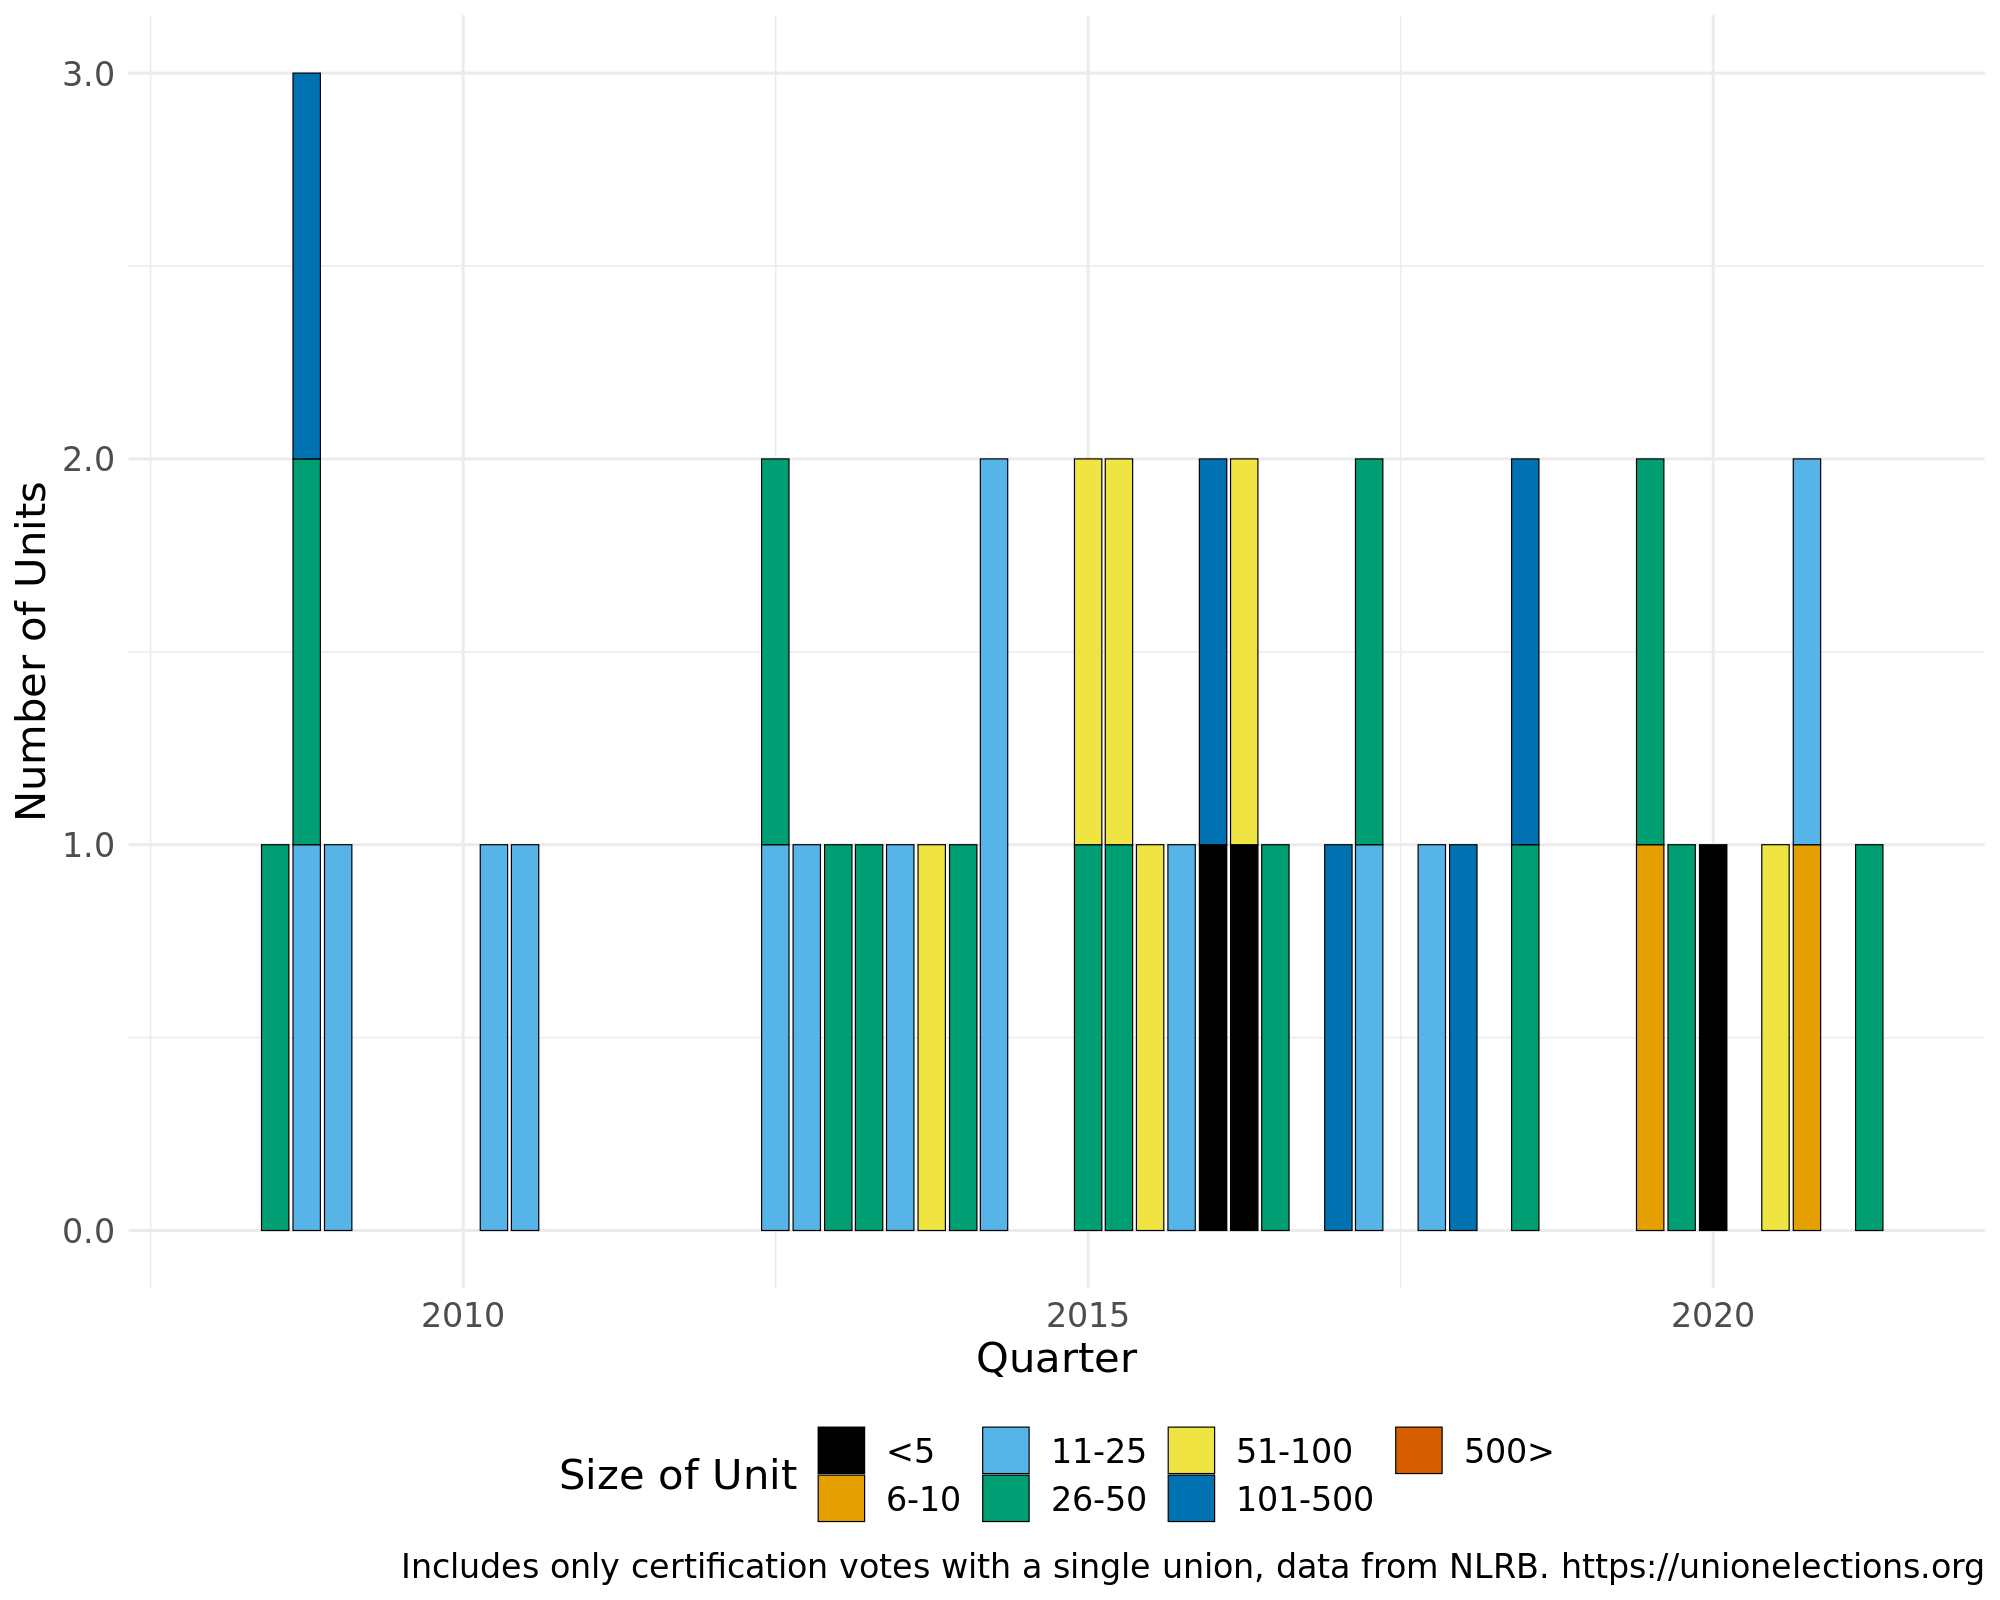 3.0
2.0
1.0
0.0
Number of Units
2010 2015 2020
Quarter
Size of Unit
<5 11-25 51-100 500>
6-10 26-50 101-500
Includes only certification votes with a single union, data from NLRB. https://unionelections.org